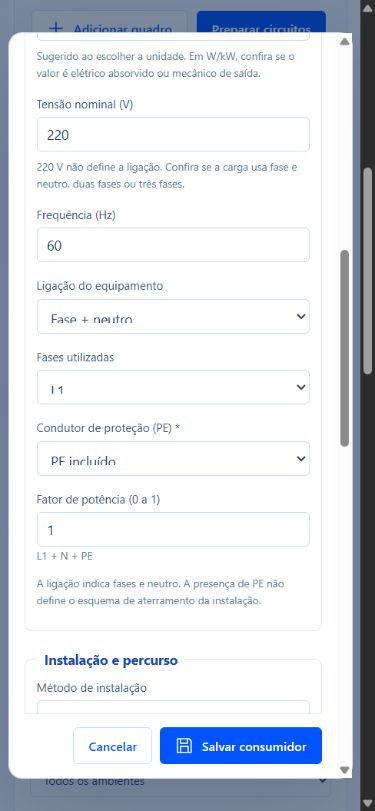 Adicionar quadro
Preparar circuitos
Sugerido ao escolher a unidade. Em W/kW, confira se o
valor é elétrico absorvido ou mecânico de saída.
Tensão nominal (V)
220
220 V não define a ligação. Confira se a carga usa fase e
neutro, duas fases ou três fases.
Frequência (Hz)
60
Ligação do equipamento
Fase + neutro
Fases utilizadas
L1
Condutor de proteção (PE) *
PE incluído
Fator de potência (0 a 1)
1
L1 + N + PE
A ligação indica fases e neutro. A presença de PE não
define o esquema de aterramento da instalação.
Instalação e percurso
Método de instalação
Cancelar
Salvar consumidor
Todos os ambientes